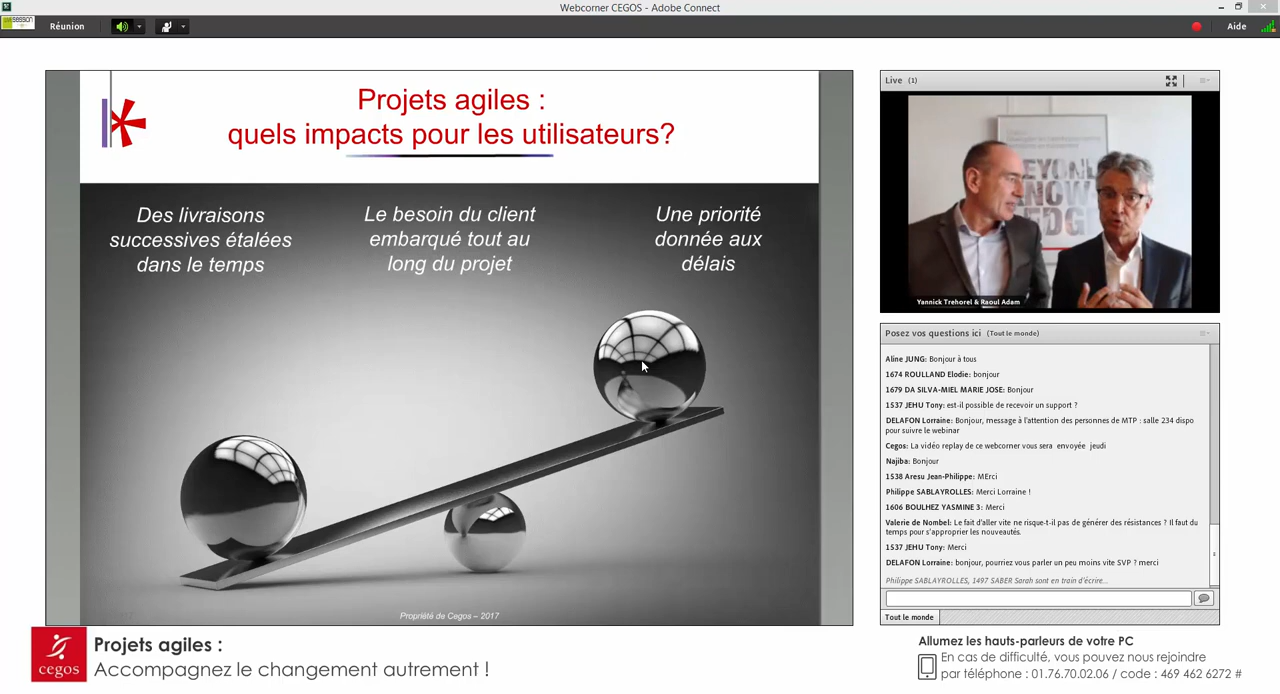 Webcorner CEGOS - Adobe Connect
Réunion
Aide
Projets agiles :
quels impacts pour les utilisateurs?
Des livraisons
successives étalées
dans le temps
Le besoin du client
embarqué tout au
long du projet
Une priorité
donnée aux
délais
Propriété de Cegos – 2017
Live (1)
Yannick Trehorel & Raoul Adam
Posez vos questions ici (Tout le monde)
Aline JUNG: Bonjour à tous
1674 ROULLAND Elodie: bonjour
1679 DA SILVA-MIEL MARIE JOSE: Bonjour
1537 JEHU Tony: est-il possible de recevoir un support ?
DELAFON Lorraine: Bonjour, message à l'attention des personnes de MTP : salle 234 dispo
pour suivre le webinar
Cegos: La vidéo replay de ce webcorner vous sera envoyée jeudi
Najiba: Bonjour
1538 Aresu Jean-Philippe: MErci
Philippe SABLAYROLLES: Merci Lorraine !
1606 BOULHEZ YASMINE 3: Merci
Valerie de Nombel: Le fait d'aller vite ne risque-t-il pas de générer des résistances ? Il faut du
temps pour s'approprier les nouveautés.
1537 JEHU Tony: Merci
DELAFON Lorraine: bonjour, pourriez vous parler un peu moins vite SVP ? merci
Philippe SABLAYROLLES, 1497 SABER Sarah sont en train d'écrire...
Tout le monde
cegos
Projets agiles :
Accompagnez le changement autrement !
Allumez les hauts-parleurs de votre PC
En cas de difficulté, vous pouvez nous rejoindre
par téléphone : 01.76.70.02.06 / code : 469 462 6272 #